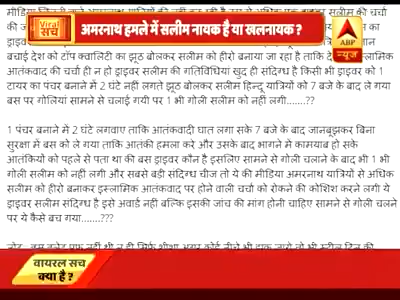 Viral सच
अमरनाथ हमले में सलीम नायक है या खलनायक ?
abp
न्यूज़
बचाई देश को टॉप क्वालिटी का झूठ बोलकर सलीम को हीरो बनाया जा रहा है ताकि
आतंकवाद की चर्चा ही न हो ड्राइवर सलीम की गतिविधियां खुद ही संदिग्ध है किसी भी ड्राइवर को 1
टायर का पंचर बनाने में 2 घंटे नहीं लगते झूठ बोलकर सलीम हिन्दू यात्रियों को 7 बजे के बाद ले गया
बस पर गोलियां सामने से चलाई गयी पर 1 भी गोली सलीम को नहीं लगी.......??
1 पंचर बनाने में 2 घंटे लगवाए ताकि आतंकवादी घात लगा सके 7 बजे के बाद जानबूझकर बिना
सुरक्षा में बस को ले गया ताकि आतंकी हमला करे और उसके बाद भागने मे कामयाब हो सके
आतंकियो को पहले से पता था की बस ड्राइवर कौन है इसलिए सामने से गोली चलाने के बाद भी 1 भी
गोली सलीम को नहीं लगी और सबसे बड़ी संदिग्ध चीज तो ये की मीडिया अमरनाथ यात्रियों से अधिक
सलीम को हीरो बनाकर इस्लामिक आतंकवाद पर होने वाली चर्चा को रोकने की कोशिश करने लगी ये
ड्राइवर सलीम संदिग्ध है इसे अवार्ड नहीं बल्कि इसकी जांच की मांग होनी चाहिए सामने से गोली चलाने
पर ये कैसे बच गया.......???
वायरल सच
क्या है ?